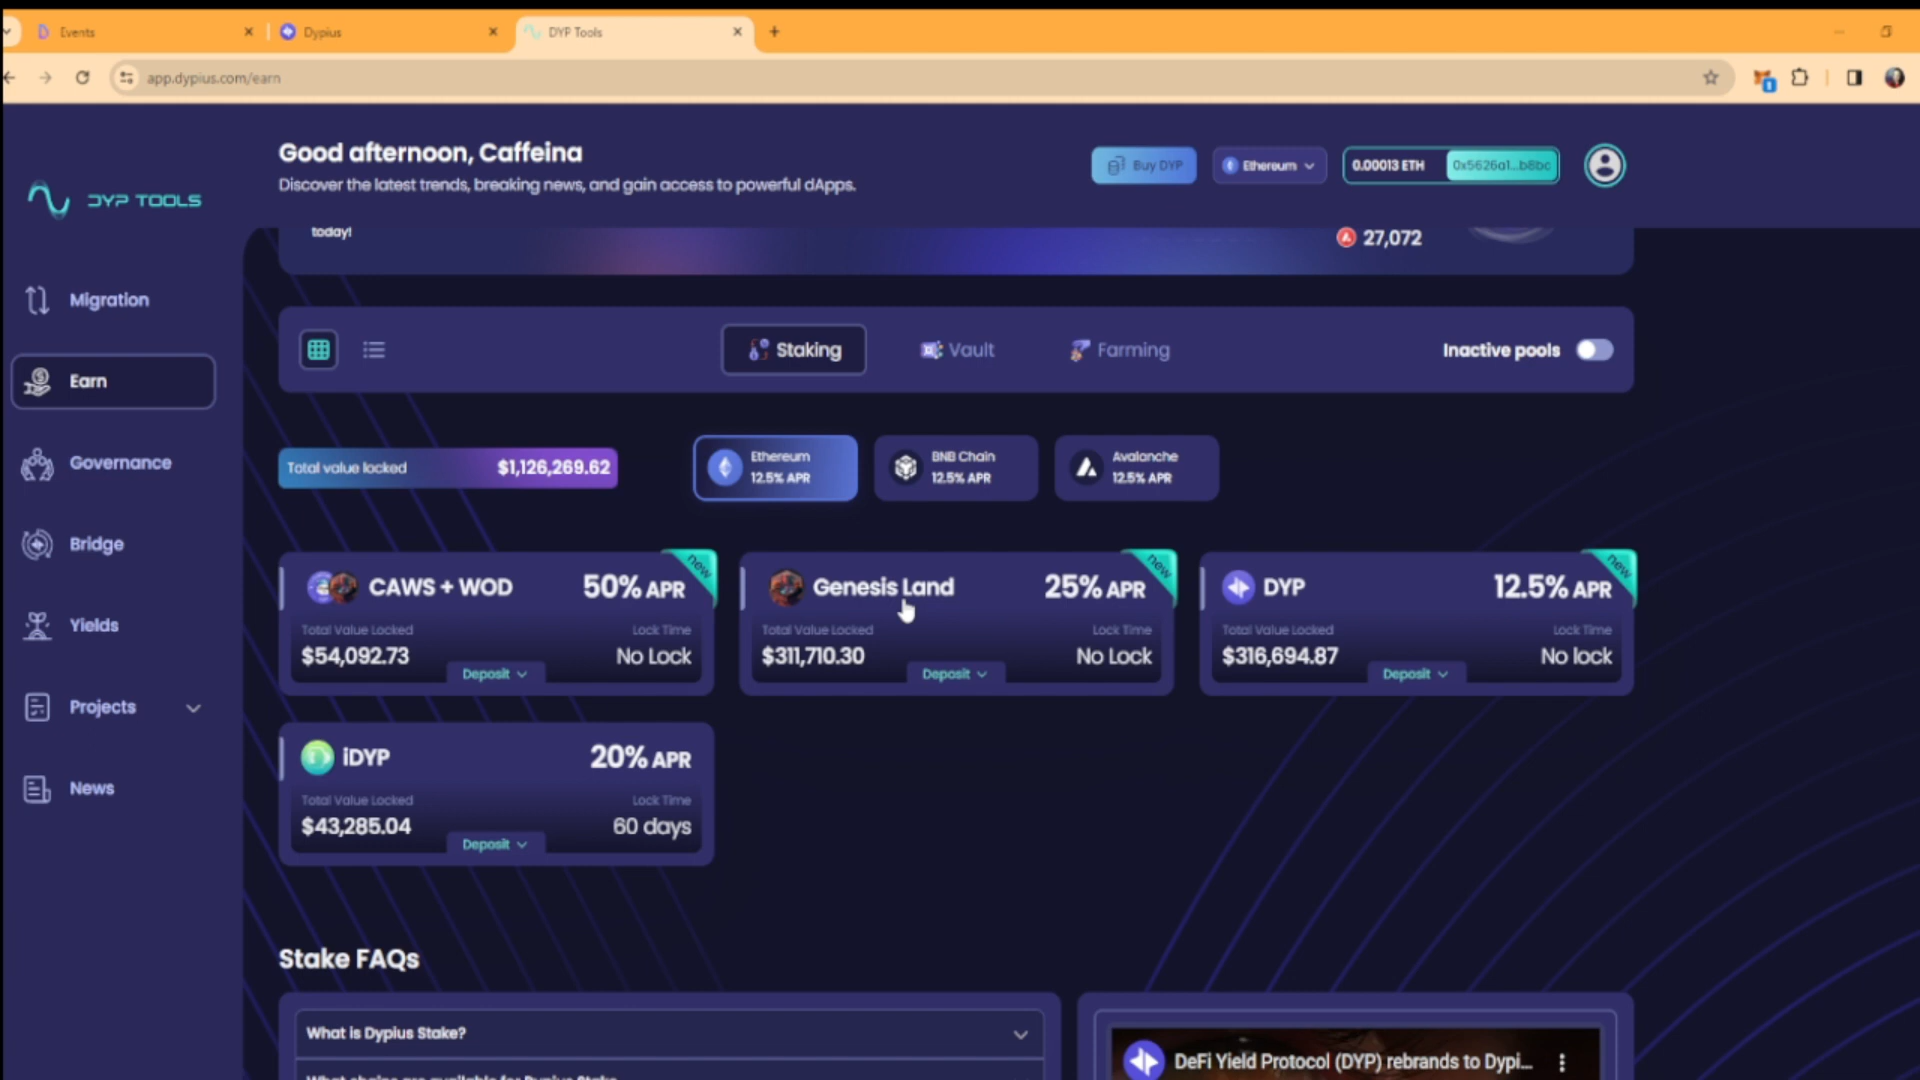 Events
Dypius
DYP Tools
app.dypius.com/earn
Good afternoon, Caffeina
Discover the latest trends, breaking news, and gain access to powerful dApps.
Buy DYP
Ethereum
0.00013 ETH
0x5626a1...b8bc
DYP TOOLS
today!
27,072
Migration
Earn
Governance
Bridge
Yields
Projects
News
Staking
Vault
Farming
Inactive pools
Total value locked
$1,126,269.62
Ethereum
12.5% APR
BNB Chain
12.5% APR
Avalanche
12.5% APR
CAWS + WOD
50% APR
new
Total Value Locked
Lock Time
$54,092.73
No Lock
Deposit
Genesis Land
25% APR
new
Total Value Locked
Lock Time
$311,710.30
No Lock
Deposit
DYP
12.5% APR
new
Total Value Locked
Lock Time
$316,694.87
No lock
Deposit
iDYP
20% APR
Total Value Locked
Lock Time
$43,285.04
60 days
Deposit
Stake FAQs
What is Dypius Stake?
What chains are available for Dypius Stake
DeFi Yield Protocol (DYP) rebrands to Dypi...